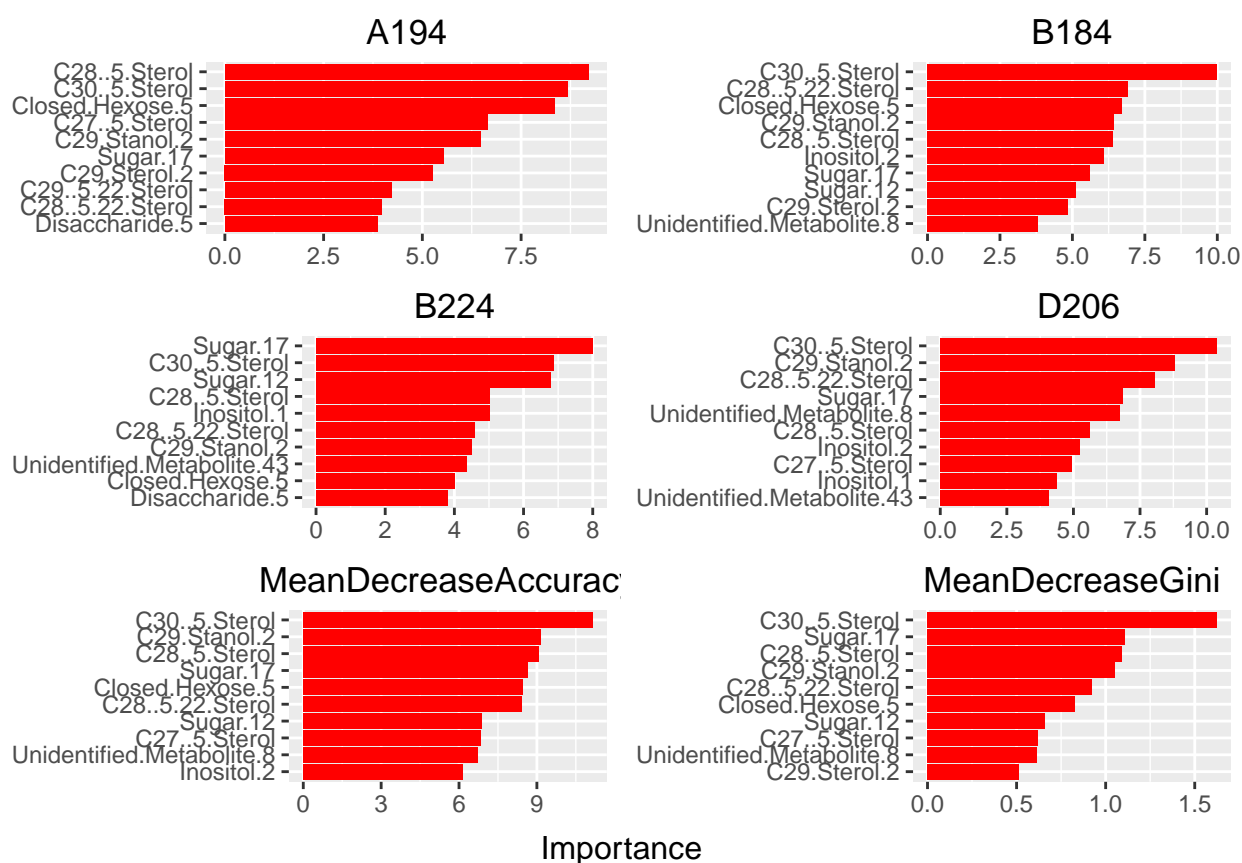 A194
C28..5.Sterol
C30..5.Sterol
Closed.Hexose.5
C27..5.Sterol
C29.Stanol.2
Sugar.17
C29.Sterol.2
C29..5.22.Sterol
C28..5.22.Sterol
Disaccharide.5
0.0 2.5 5.0 7.5
B184
C30..5.Sterol
C28..5.22.Sterol
Closed.Hexose.5
C29.Stanol.2
C28..5.Sterol
Inositol.2
Sugar.17
Sugar.12
C29.Sterol.2
Unidentified.Metabolite.8
0.0 2.5 5.0 7.5 10.0
B224
Sugar.17
C30..5.Sterol
Sugar.12
C28..5.Sterol
Inositol.1
C28..5.22.Sterol
C29.Stanol.2
Unidentified.Metabolite.43
Closed.Hexose.5
Disaccharide.5
0 2 4 6 8
D206
C30..5.Sterol
C29.Stanol.2
C28..5.22.Sterol
Sugar.17
Unidentified.Metabolite.8
C28..5.Sterol
Inositol.2
C27..5.Sterol
Inositol.1
Unidentified.Metabolite.43
0.0 2.5 5.0 7.5 10.0
MeanDecreaseAccuracy
C30..5.Sterol
C29.Stanol.2
C28..5.Sterol
Sugar.17
Closed.Hexose.5
C28..5.22.Sterol
Sugar.12
C27..5.Sterol
Unidentified.Metabolite.8
Inositol.2
0 3 6 9
MeanDecreaseGini
C30..5.Sterol
Sugar.17
C28..5.Sterol
C29.Stanol.2
C28..5.22.Sterol
Closed.Hexose.5
Sugar.12
C27..5.Sterol
Unidentified.Metabolite.8
C29.Sterol.2
0.0 0.5 1.0 1.5
Importance